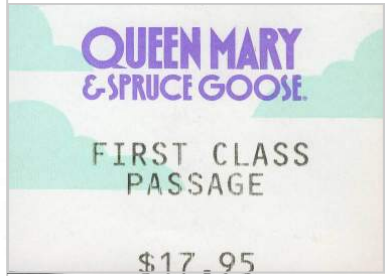 QUEEN MARY
& SPRUCE GOOSE.
FIRST CLASS
PASSAGE
$17.95